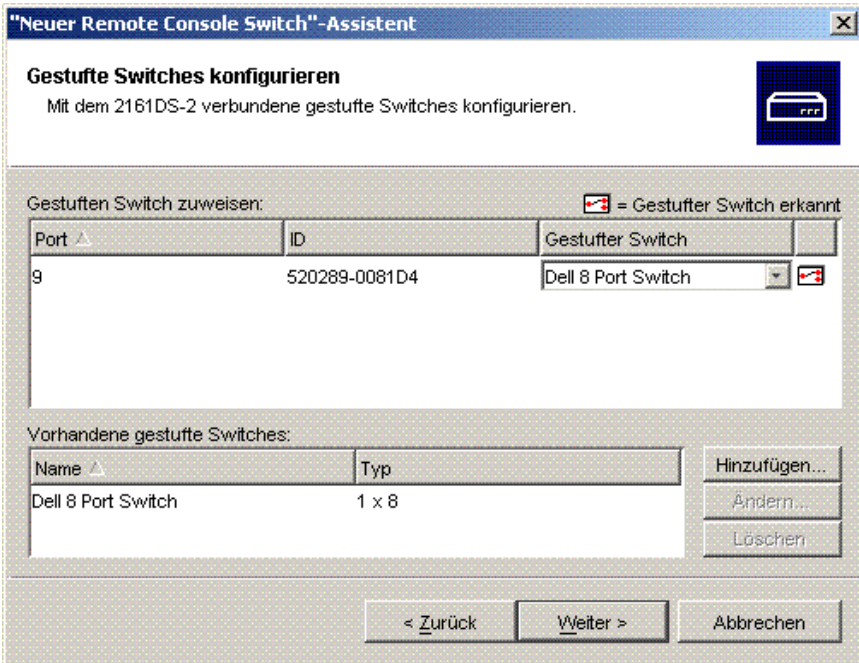 "Neuer Remote Console Switch"-Assistent
Gestufte Switches konfigurieren
Mit dem 2161DS-2 verbundene gestufte Switches konfigurieren.
Gestuften Switch zuweisen:
= Gestufter Switch erkannt
Port ID Gestufter Switch
9 520289-0081D4 Dell 8 Port Switch
Vorhandene gestufte Switches:
Name Typ
Dell 8 Port Switch 1 x 8
Hinzufügen...
Ändern...
Löschen
< Zurück Weiter > Abbrechen